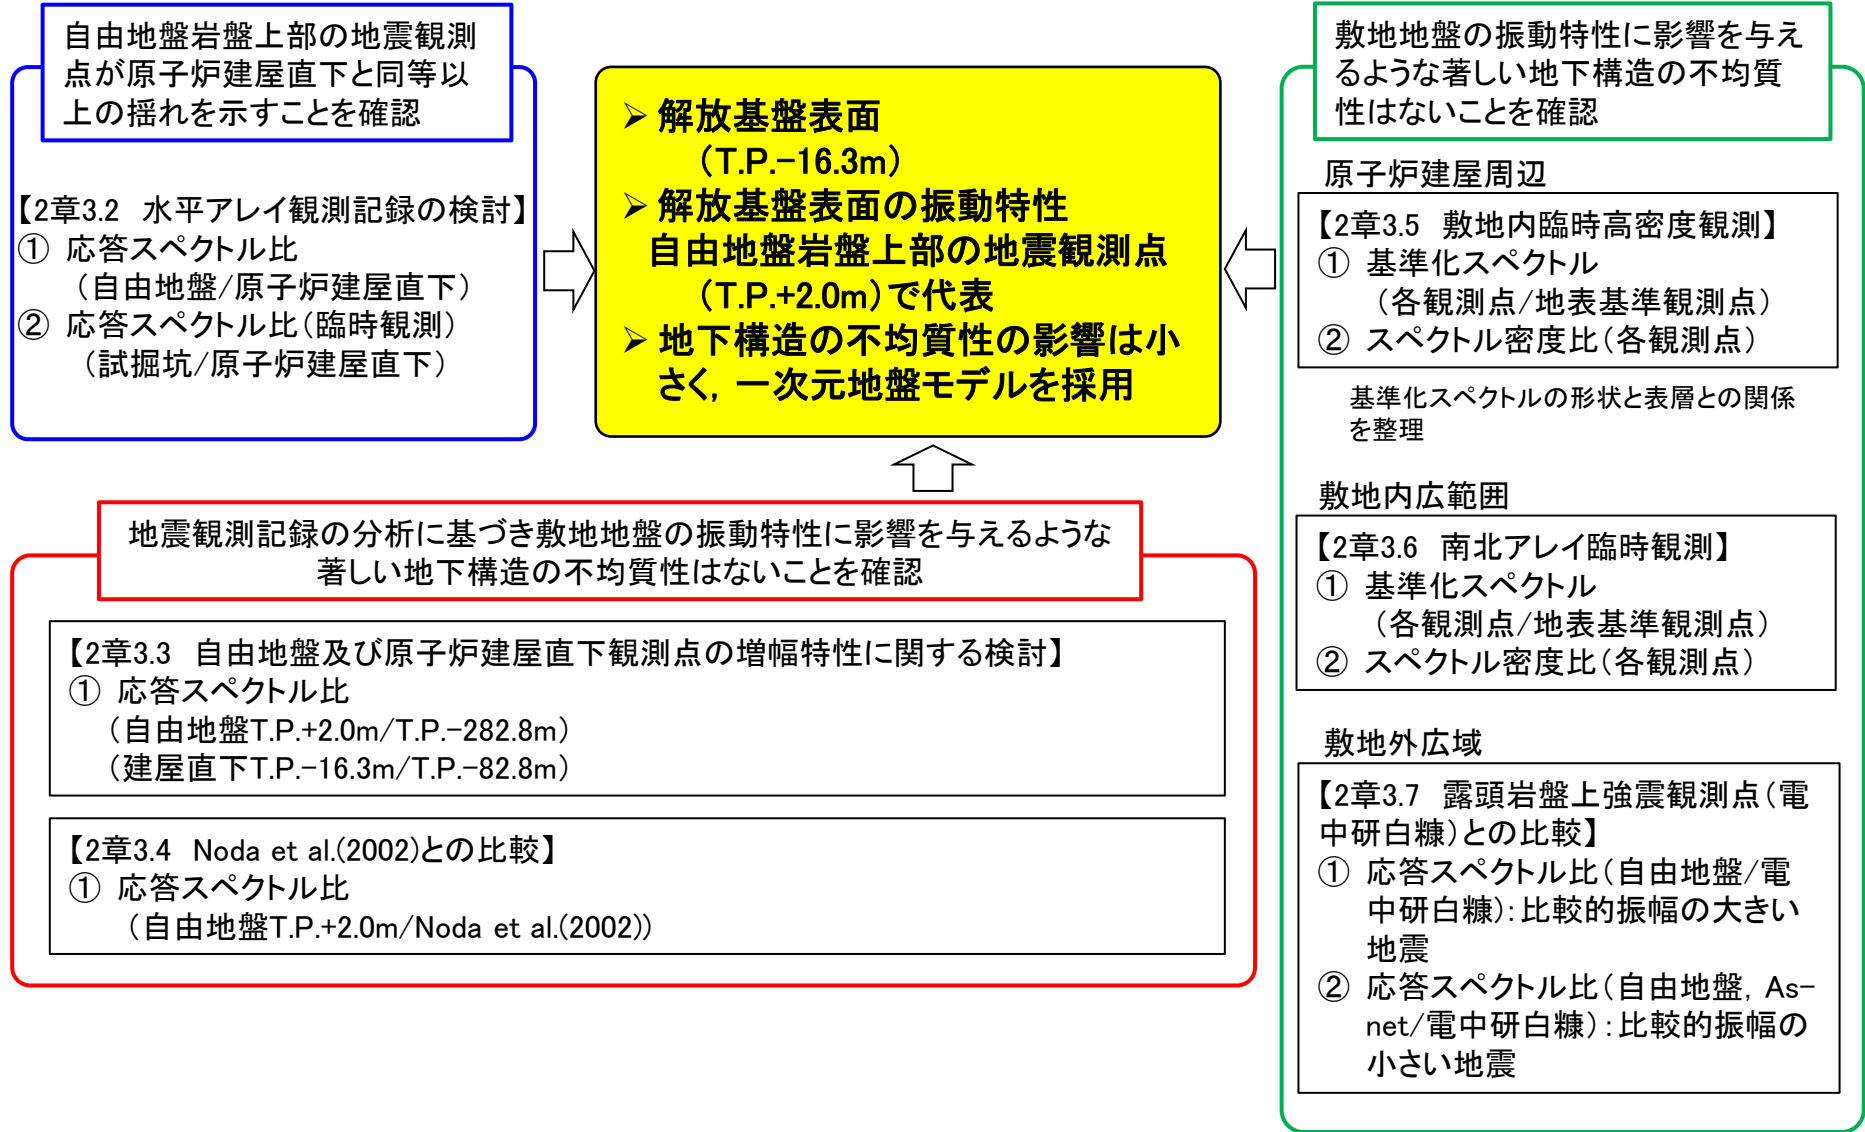 自由地盤岩盤上部の地震観測
点が原子炉建屋直下と同等以
上の揺れを示すことを確認
【2章3.2 水平アレイ観測記録の検討】
① 応答スペクトル比
（自由地盤/原子炉建屋直下）
② 応答スペクトル比（臨時観測）
（試掘坑/原子炉建屋直下）
➢ 解放基盤表面
（T.P.−16.3m）
➢ 解放基盤表面の振動特性
自由地盤岩盤上部の地震観測点
（T.P.+2.0m）で代表
➢ 地下構造の不均質性の影響は小
さく，一次元地盤モデルを採用
地震観測記録の分析に基づき敷地地盤の振動特性に影響を与えるような
著しい地下構造の不均質性はないことを確認
【2章3.3 自由地盤及び原子炉建屋直下観測点の増幅特性に関する検討】
① 応答スペクトル比
（自由地盤T.P.+2.0m/T.P.−282.8m）
（建屋直下T.P.−16.3m/T.P.−82.8m）
【2章3.4 Noda et al.(2002)との比較】
① 応答スペクトル比
（自由地盤T.P.+2.0m/Noda et al.(2002)）
敷地地盤の振動特性に影響を与え
るような著しい地下構造の不均質
性はないことを確認
原子炉建屋周辺
【2章3.5 敷地内臨時高密度観測】
① 基準化スペクトル
（各観測点/地表基準観測点）
② スペクトル密度比（各観測点）
基準化スペクトルの形状と表層との関係
を整理
敷地内広範囲
【2章3.6 南北アレイ臨時観測】
① 基準化スペクトル
（各観測点/地表基準観測点）
② スペクトル密度比（各観測点）
敷地外広域
【2章3.7 露頭岩盤上強震観測点（電
中研白糠）との比較】
① 応答スペクトル比（自由地盤/電
中研白糠）：比較的振幅の大きい
地震
② 応答スペクトル比（自由地盤，As−
net/電中研白糠）：比較的振幅の
小さい地震